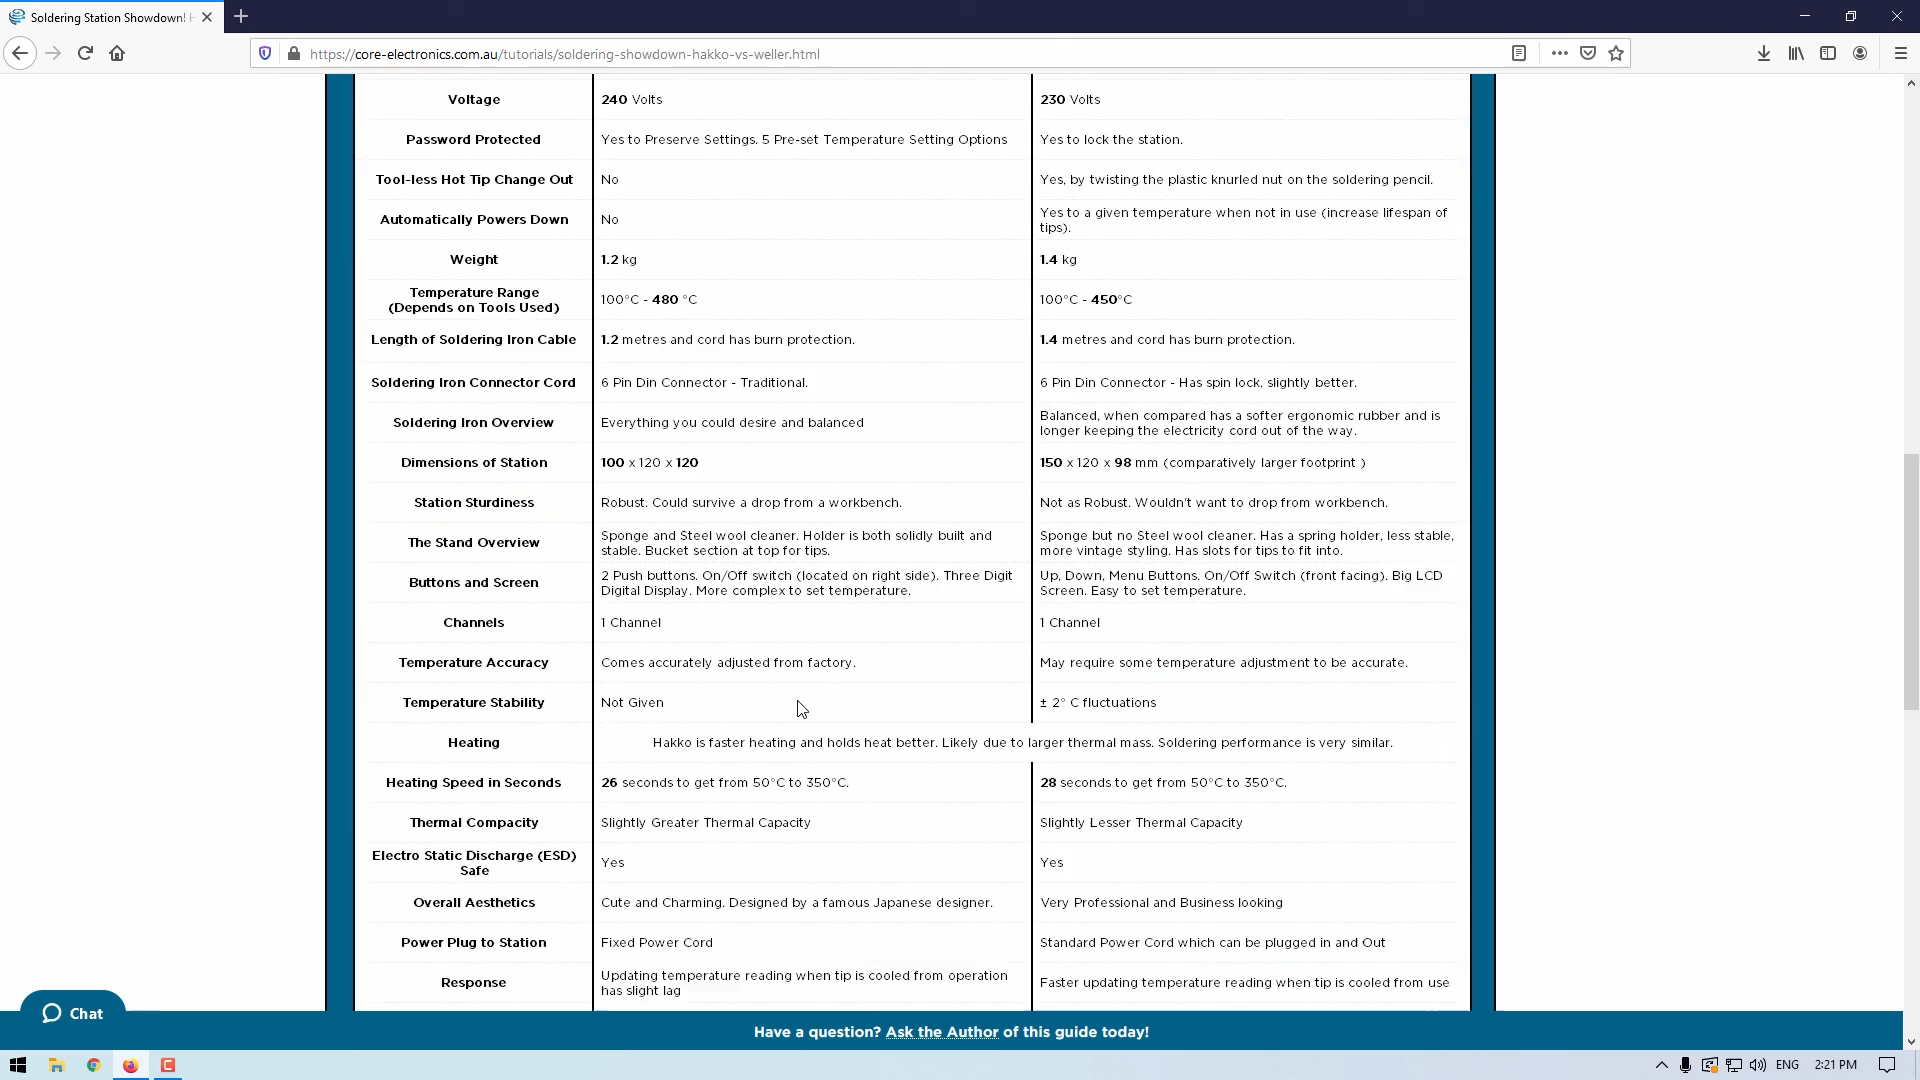 Soldering Station Showdown! H
https://core-electronics.com.au/tutorials/soldering-showdown-hakko-vs-weller.html
Voltage
240 Volts
230 Volts
Password Protected
Yes to Preserve Settings. 5 Pre-set Temperature Setting Options
Yes to lock the station.
Tool-less Hot Tip Change Out
No
Yes, by twisting the plastic knurled nut on the soldering pencil.
Automatically Powers Down
No
Yes to a given temperature when not in use (increase lifespan of
tips).
Weight
1.2 kg
1.4 kg
Temperature Range
(Depends on Tools Used)
100°C - 480 °C
100°C - 450°C
Length of Soldering Iron Cable
1.2 metres and cord has burn protection.
1.4 metres and cord has burn protection.
Soldering Iron Connector Cord
6 Pin Din Connector - Traditional.
6 Pin Din Connector - Has spin lock, slightly better.
Soldering Iron Overview
Everything you could desire and balanced
Balanced, when compared has a softer ergonomic rubber and is
longer keeping the electricity cord out of the way.
Dimensions of Station
100 x 120 x 120
150 x 120 x 98 mm (comparatively larger footprint )
Station Sturdiness
Robust. Could survive a drop from a workbench.
Not as Robust. Wouldn't want to drop from workbench.
The Stand Overview
Sponge and Steel wool cleaner. Holder is both solidly built and
stable. Bucket section at top for tips.
Sponge but no Steel wool cleaner. Has a spring holder, less stable,
more vintage styling. Has slots for tips to fit into.
Buttons and Screen
2 Push buttons. On/Off switch (located on right side). Three Digit
Digital Display. More complex to set temperature.
Up, Down, Menu Buttons. On/Off Switch (front facing). Big LCD
Screen. Easy to set temperature.
Channels
1 Channel
1 Channel
Temperature Accuracy
Comes accurately adjusted from factory.
May require some temperature adjustment to be accurate.
Temperature Stability
Not Given
± 2° C fluctuations
Heating
Hakko is faster heating and holds heat better. Likely due to larger thermal mass. Soldering performance is very similar.
Heating Speed in Seconds
26 seconds to get from 50°C to 350°C.
28 seconds to get from 50°C to 350°C.
Thermal Compacity
Slightly Greater Thermal Capacity
Slightly Lesser Thermal Capacity
Electro Static Discharge (ESD)
Safe
Yes
Yes
Overall Aesthetics
Cute and Charming. Designed by a famous Japanese designer.
Very Professional and Business looking
Power Plug to Station
Fixed Power Cord
Standard Power Cord which can be plugged in and Out
Response
Updating temperature reading when tip is cooled from operation
has slight lag
Faster updating temperature reading when tip is cooled from use
Chat
Have a question? Ask the Author of this guide today!
ENG
2:21 PM